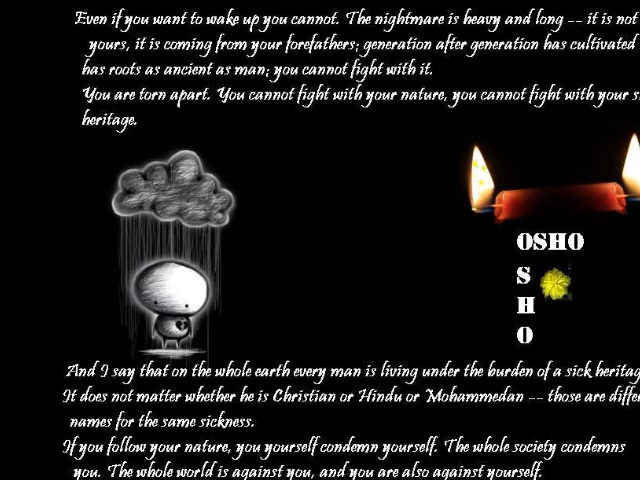 Even if you want to wake up you cannot. The nightmare is heavy and long -- it is not
yours, it is coming from your forefathers; generation after generation has cultivated
has roots as ancient as man; you cannot fight with it.
You are torn apart. You cannot fight with your nature, you cannot fight with your
heritage.
OSHO
S
H
O
And I say that on the whole earth every man is living under the burden of a sick
It does not matter whether he is Christian or Hindu or Mohammedan -- those are
names for the same sickness.
If you follow your nature, you yourself condemn yourself. The whole society condemns
you. The whole world is against you, and you are also against yourself.